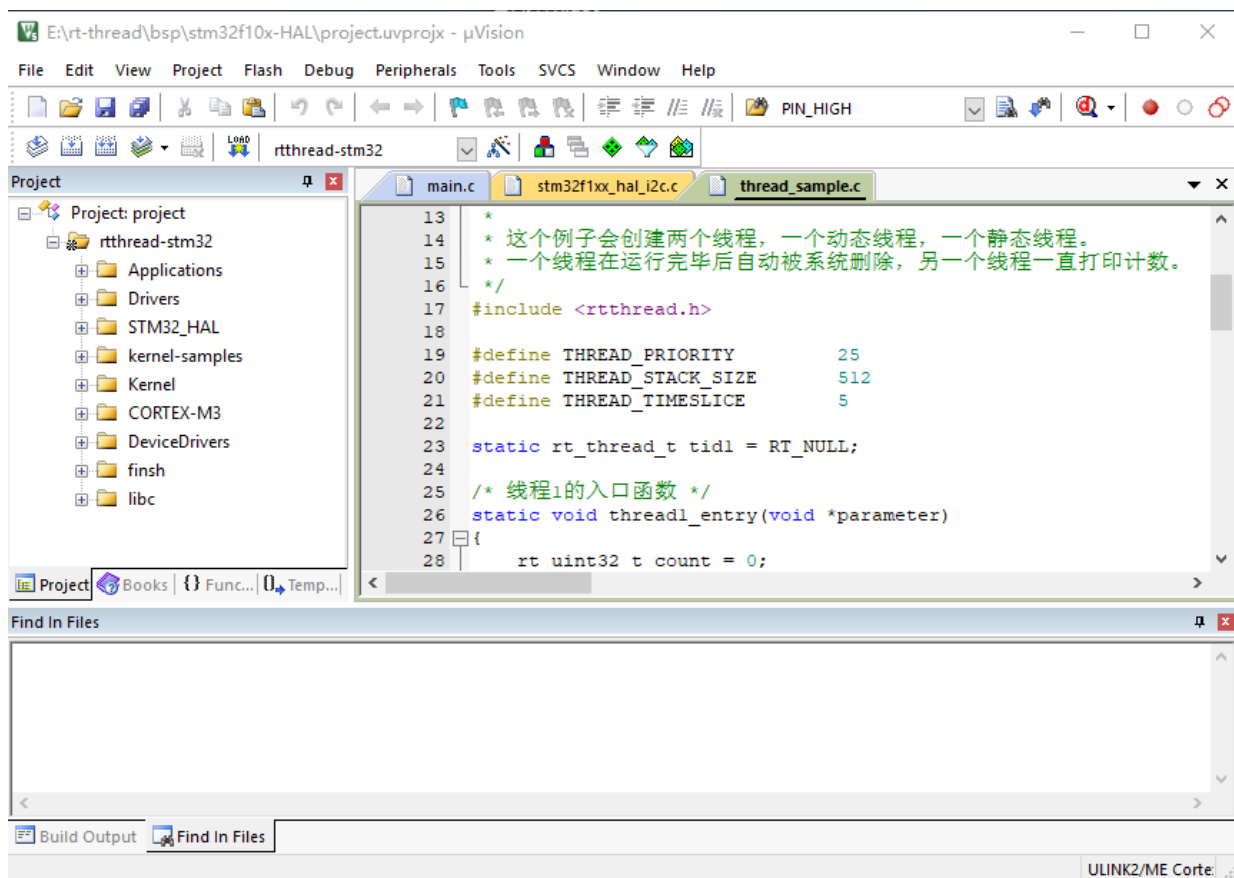 E:\rt-thread\bsp\stm32f10x-HAL\project.uvprojx - µVision
File Edit View Project Flash Debug Peripherals Tools SVCS Window Help
PIN_HIGH
LOAD rtthread-stm32
Project
Project: project
rtthread-stm32
Applications
Drivers
STM32_HAL
kernel-samples
Kernel
CORTEX-M3
DeviceDrivers
finsh
libc
Project Books {} Func... Temp...
main.c stm32f1xx_hal_i2c.c thread_sample.c
13 *
14 * 这个例子会创建两个线程，一个动态线程，一个静态线程。
15 * 一个线程在运行完毕后自动被系统删除，另一个线程一直打印计数。
16 */
17 #include <rtthread.h>
18
19 #define THREAD_PRIORITY 25
20 #define THREAD_STACK_SIZE 512
21 #define THREAD_TIMESLICE 5
22
23 static rt_thread_t tid1 = RT_NULL;
24
25 /* 线程1的入口函数 */
26 static void thread1_entry(void *parameter)
27 {
28 rt_uint32_t count = 0;
Find In Files
Build Output Find In Files
ULINK2/ME Corte